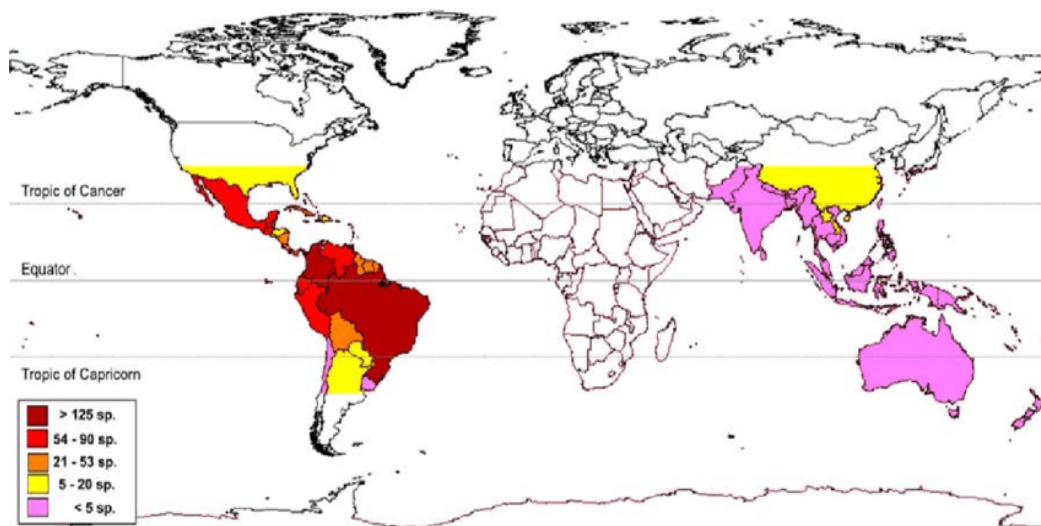 Tropic of Cancer
Equator
Tropic of Capricorn
> 125 sp.
54 - 90 sp.
21 - 53 sp.
5 - 20 sp.
< 5 sp.